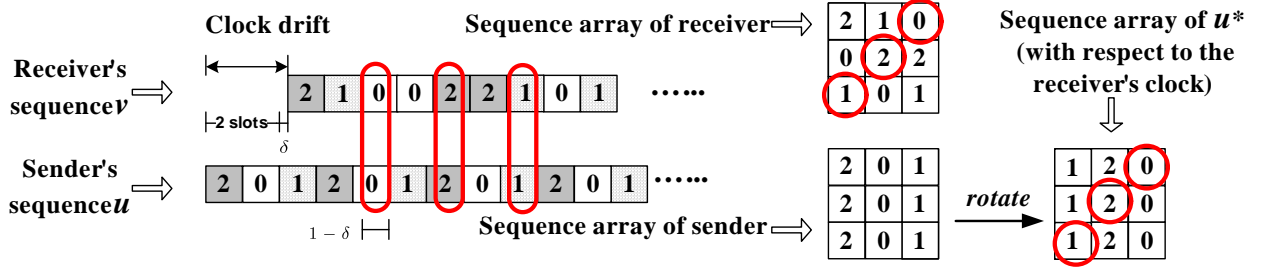 Clock drift
Sequence array of receiver
Sequence array of u*
(with respect to the
receiver's clock)
Receiver's
sequencev
2 1 0 0 2 2 1 0 1 ......
2 slots
δ
2 1 0
0 2 2
1 0 1
Sender's
sequenceu
2 0 1 2 0 1 2 0 1 2 0 1 ......
1 − δ
Sequence array of sender
2 0 1
2 0 1
2 0 1
rotate
1 2 0
1 2 0
1 2 0